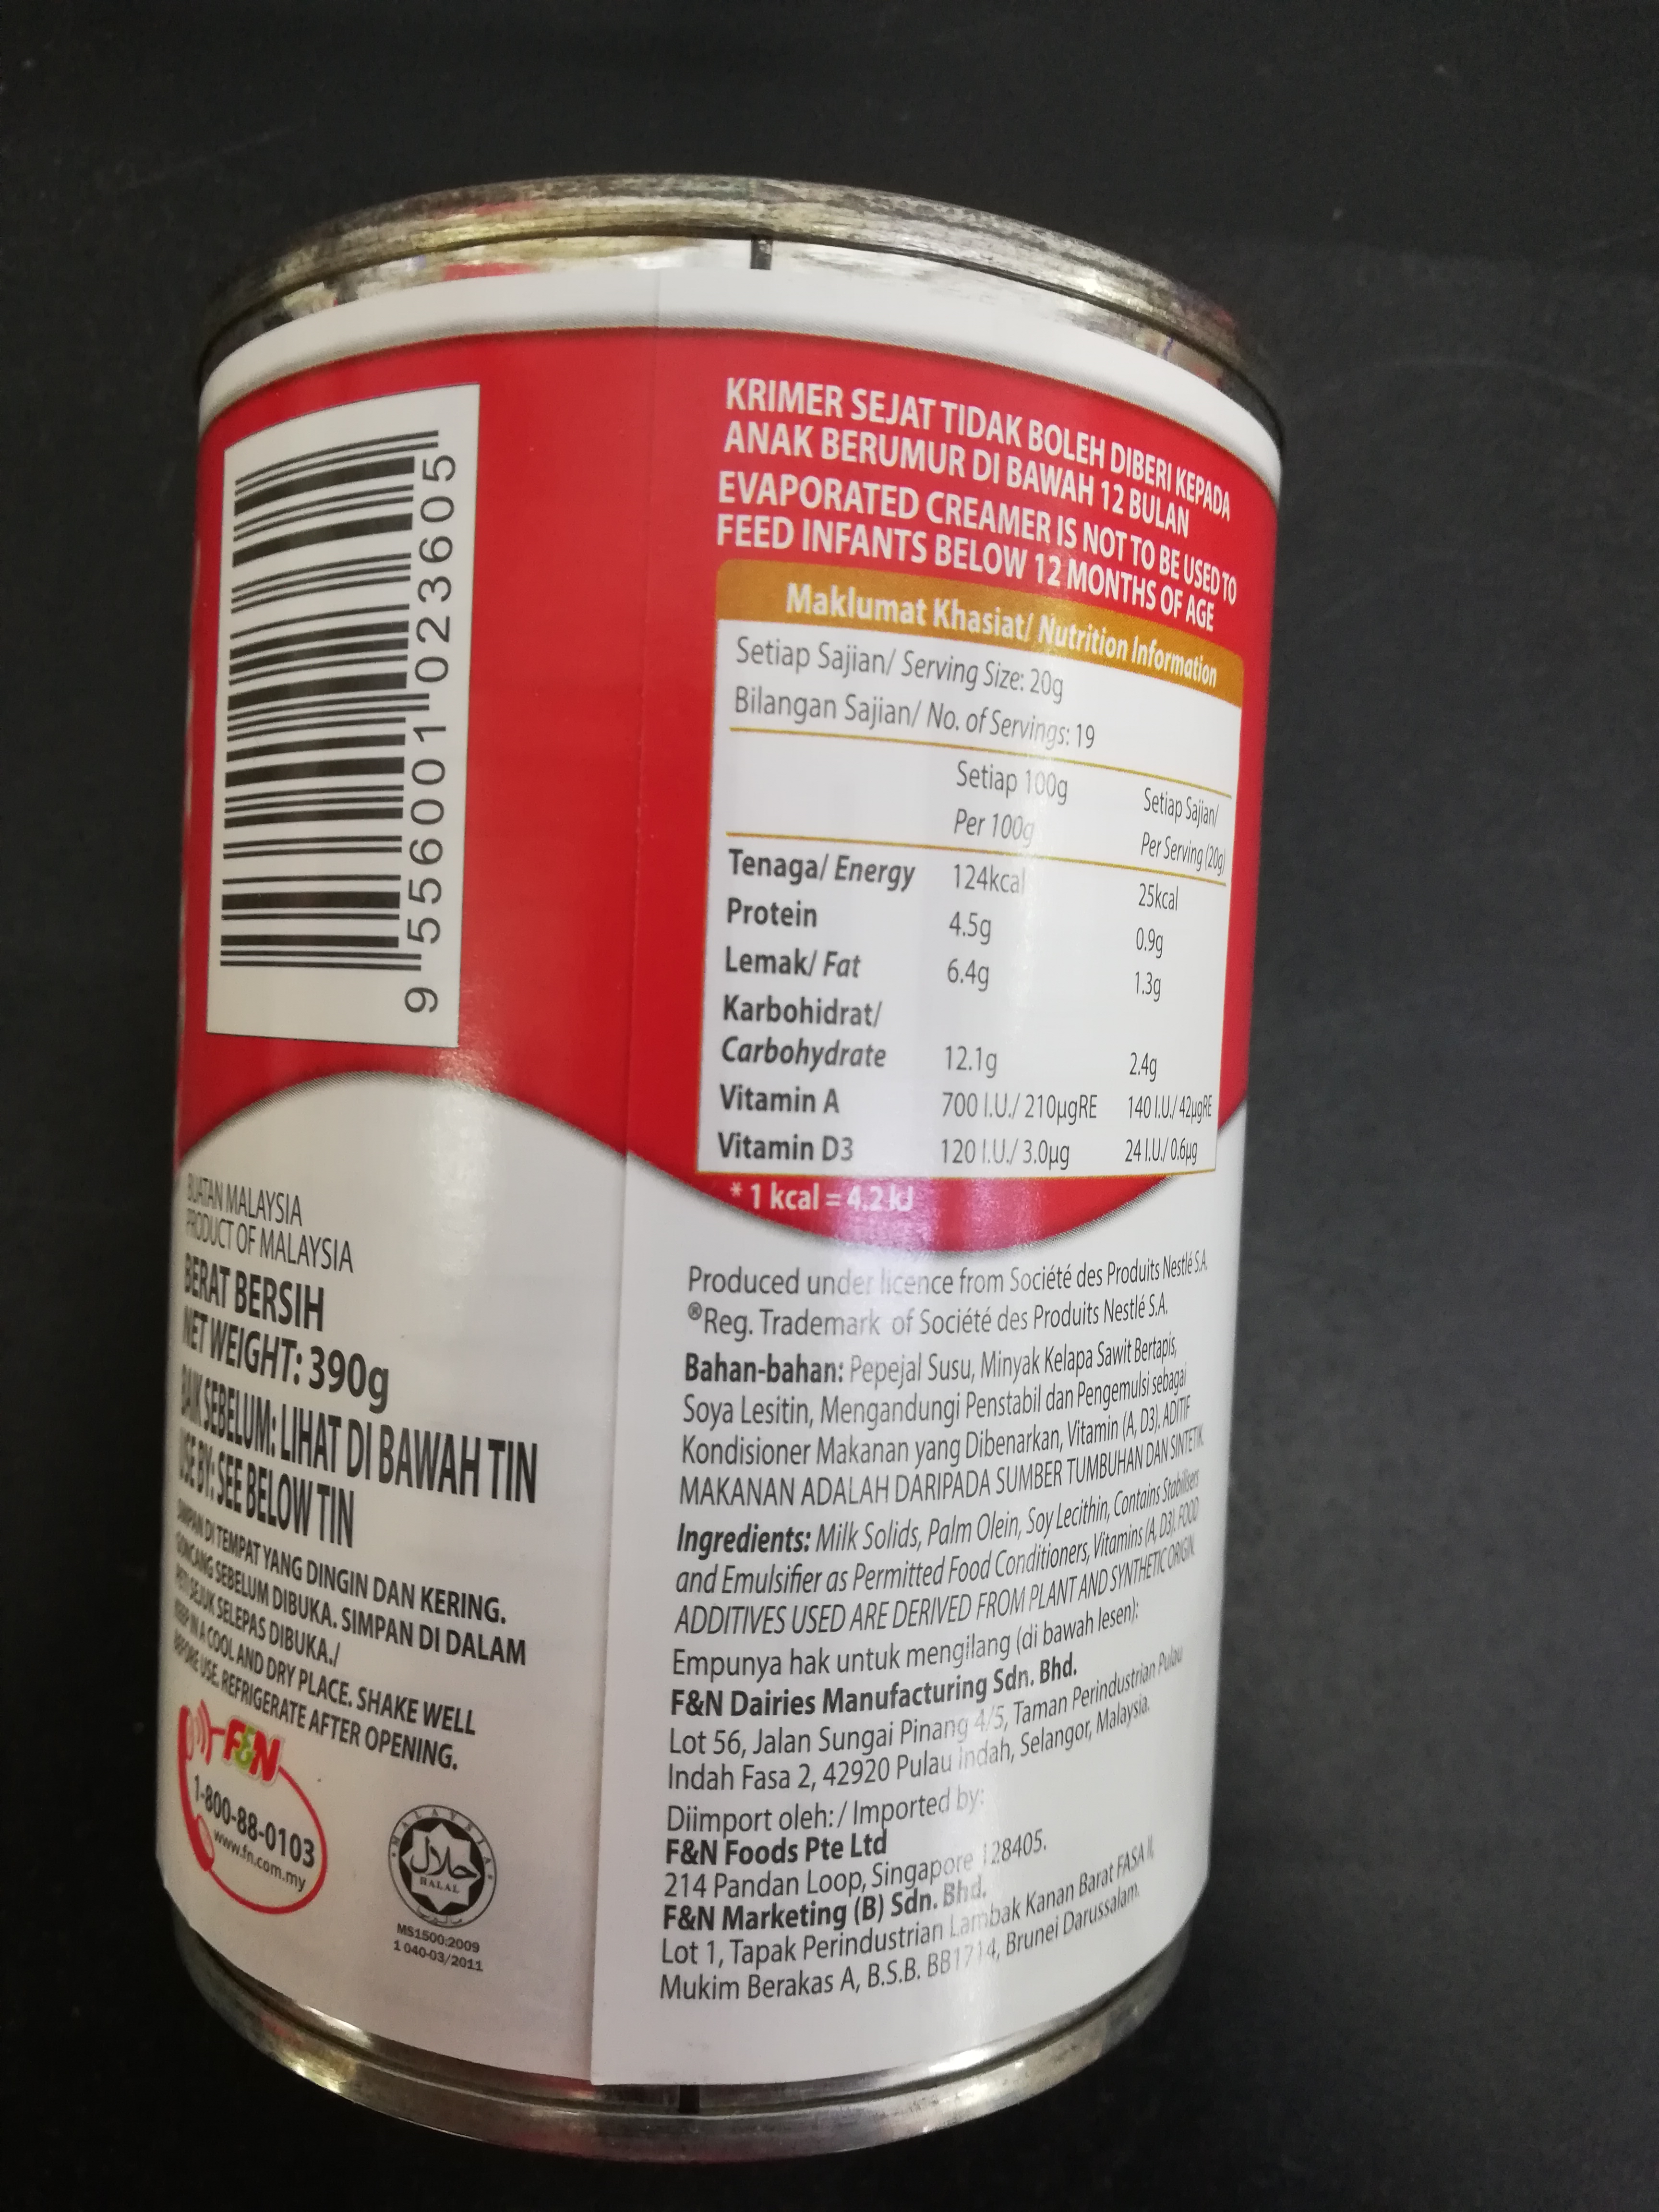 9 556001 023605
BUATAN MALAYSIA
PRODUCT OF MALAYSIA
BERAT BERSIH
NET WEIGHT: 390g
BAIK SEBELUM: LIHAT DI BAWAH TIN
USE BY: SEE BELOW TIN
SIMPAN DI TEMPAT YANG DINGIN DAN KERING.
GONCANG SEBELUM DIBUKA. SIMPAN DI DALAM
PETI SEJUK SELEPAS DIBUKA./
KEEP IN A COOL AND DRY PLACE. SHAKE WELL
BEFORE USE. REFRIGERATE AFTER OPENING.
F&N
1-800-88-0103
www.fn.com.my
MALAYSIA
حلال
HALAL
MS1500:2009
1 040-03/2011
KRIMER SEJAT TIDAK BOLEH DIBERI KEPADA
ANAK BERUMUR DI BAWAH 12 BULAN
EVAPORATED CREAMER IS NOT TO BE USED TO
FEED INFANTS BELOW 12 MONTHS OF AGE
Maklumat Khasiat/ Nutrition Information
Setiap Sajian/ Serving Size: 20g
Bilangan Sajian/ No. of Servings: 19
Setiap 100g Setiap Sajian/
Per 100g Per Serving (20g)
Tenaga/ Energy 124kcal 25kcal
Protein 4.5g 0.9g
Lemak/ Fat 6.4g 1.3g
Karbohidrat/
Carbohydrate 12.1g 2.4g
Vitamin A 700 I.U./ 210µgRE 140 I.U./ 42µgRE
Vitamin D3 120 I.U./ 3.0µg 24 I.U./ 0.6µg
* 1 kcal = 4.2 kJ
Produced under licence from Société des Produits Nestlé S.A.
®Reg. Trademark of Société des Produits Nestlé S.A.
Bahan-bahan: Pepejal Susu, Minyak Kelapa Sawit Bertapis,
Soya Lesitin, Mengandungi Penstabil dan Pengemulsi sebagai
Kondisioner Makanan yang Dibenarkan, Vitamin (A, D3). ADITIF
MAKANAN ADALAH DARIPADA SUMBER TUMBUHAN DAN SINTETIK
Ingredients: Milk Solids, Palm Olein, Soy Lecithin, Contains Stabilisers
and Emulsifier as Permitted Food Conditioners, Vitamins (A, D3). FOOD
ADDITIVES USED ARE DERIVED FROM PLANT AND SYNTHETIC ORIGIN.
Empunya hak untuk mengilang (di bawah lesen):
F&N Dairies Manufacturing Sdn. Bhd.
Lot 56, Jalan Sungai Pinang 4/5, Taman Perindustrian Pulau
Indah Fasa 2, 42920 Pulau Indah, Selangor, Malaysia.
Diimport oleh: / Imported by:
F&N Foods Pte Ltd
214 Pandan Loop, Singapore 128405.
F&N Marketing (B) Sdn. Bhd.
Lot 1, Tapak Perindustrian Lambak Kanan Barat FASA II,
Mukim Berakas A, B.S.B. BB1714, Brunei Darussalam.